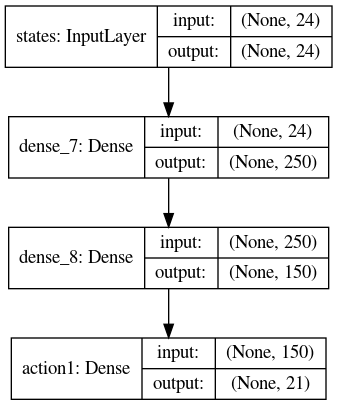 states: InputLayer
input: (None, 24)
output: (None, 24)
dense_7: Dense
input: (None, 24)
output: (None, 250)
dense_8: Dense
input: (None, 250)
output: (None, 150)
action1: Dense
input: (None, 150)
output: (None, 21)